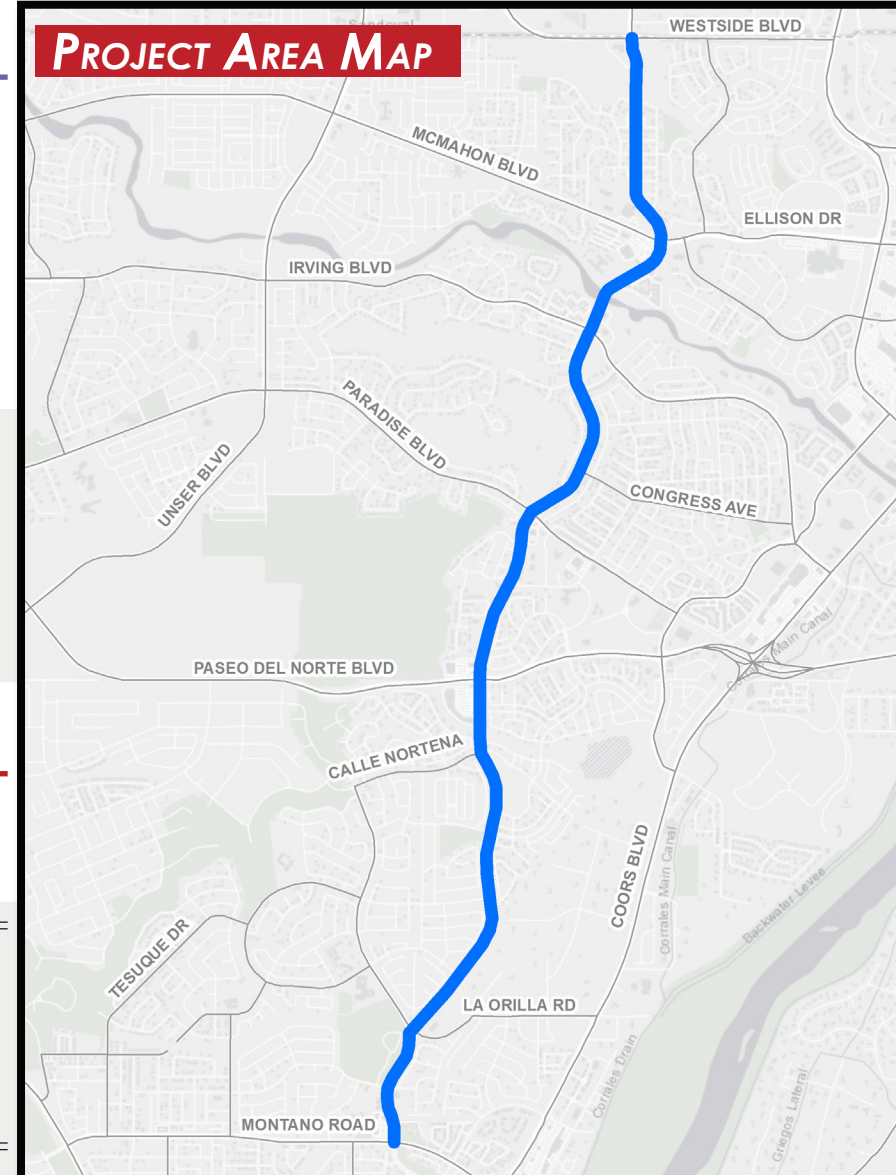 Sandoval
WESTSIDE BLVD
PROJECT AREA MAP
MCMAHON BLVD
ELLISON DR
IRVING BLVD
PARADISE BLVD
UNSER BLVD
CONGRESS AVE
Corrales Main Canal
PASEO DEL NORTE BLVD
CALLE NORTENA
COORS BLVD
Corrales Main Canal
Backwater Levee
TESUQUE DR
LA ORILLA RD
Corrales Drain
Griegos Lateral
MONTANO ROAD